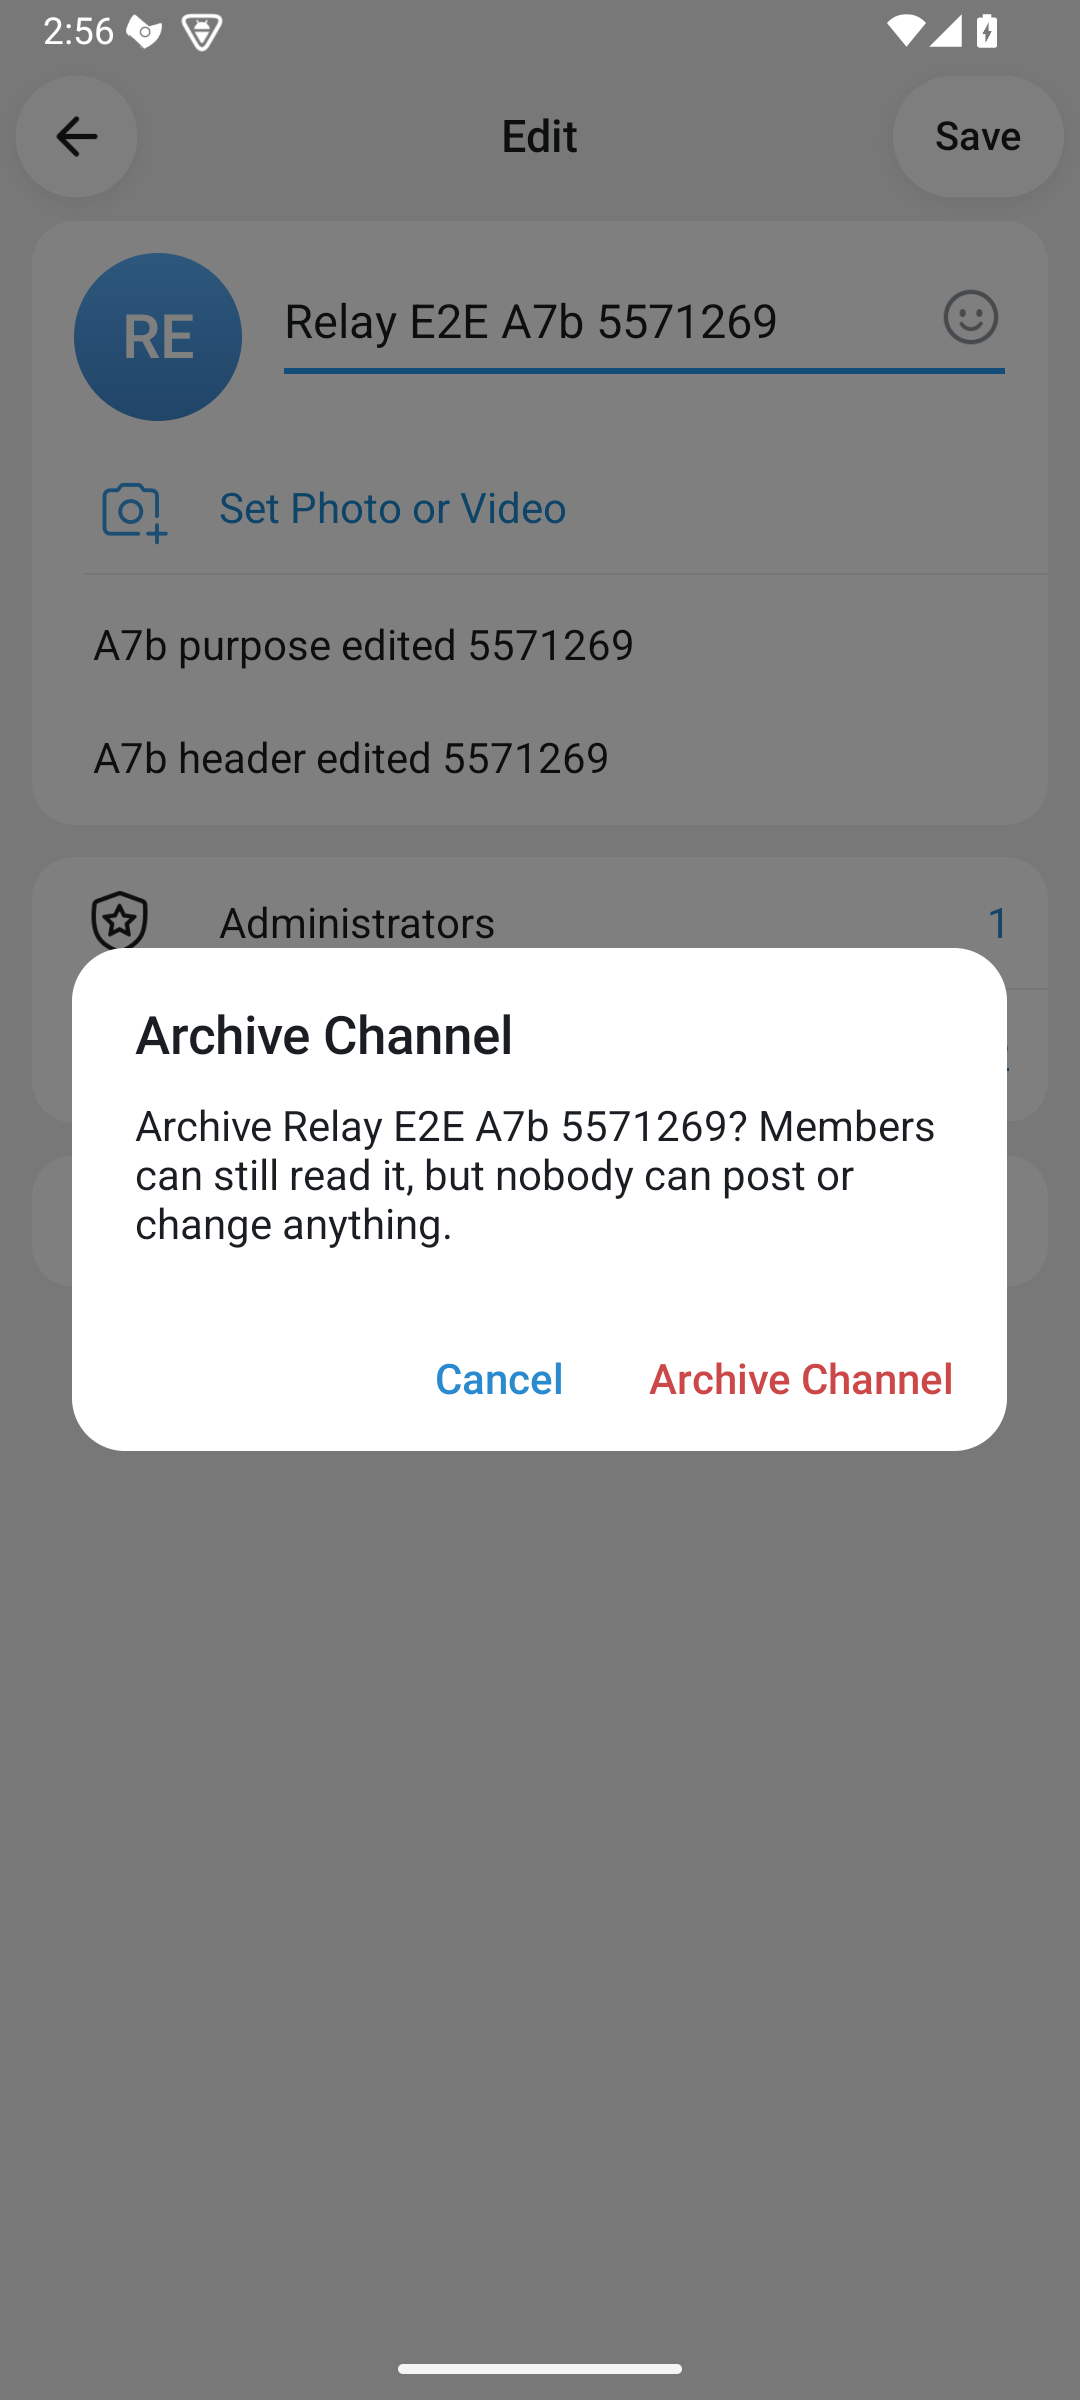 2:56
Edit
Save
RE
Relay E2E A7b 5571269
Set Photo or Video
A7b purpose edited 5571269
A7b header edited 5571269
Administrators
1
Archive Channel
Archive Relay E2E A7b 5571269? Members
can still read it, but nobody can post or
change anything.
Cancel
Archive Channel